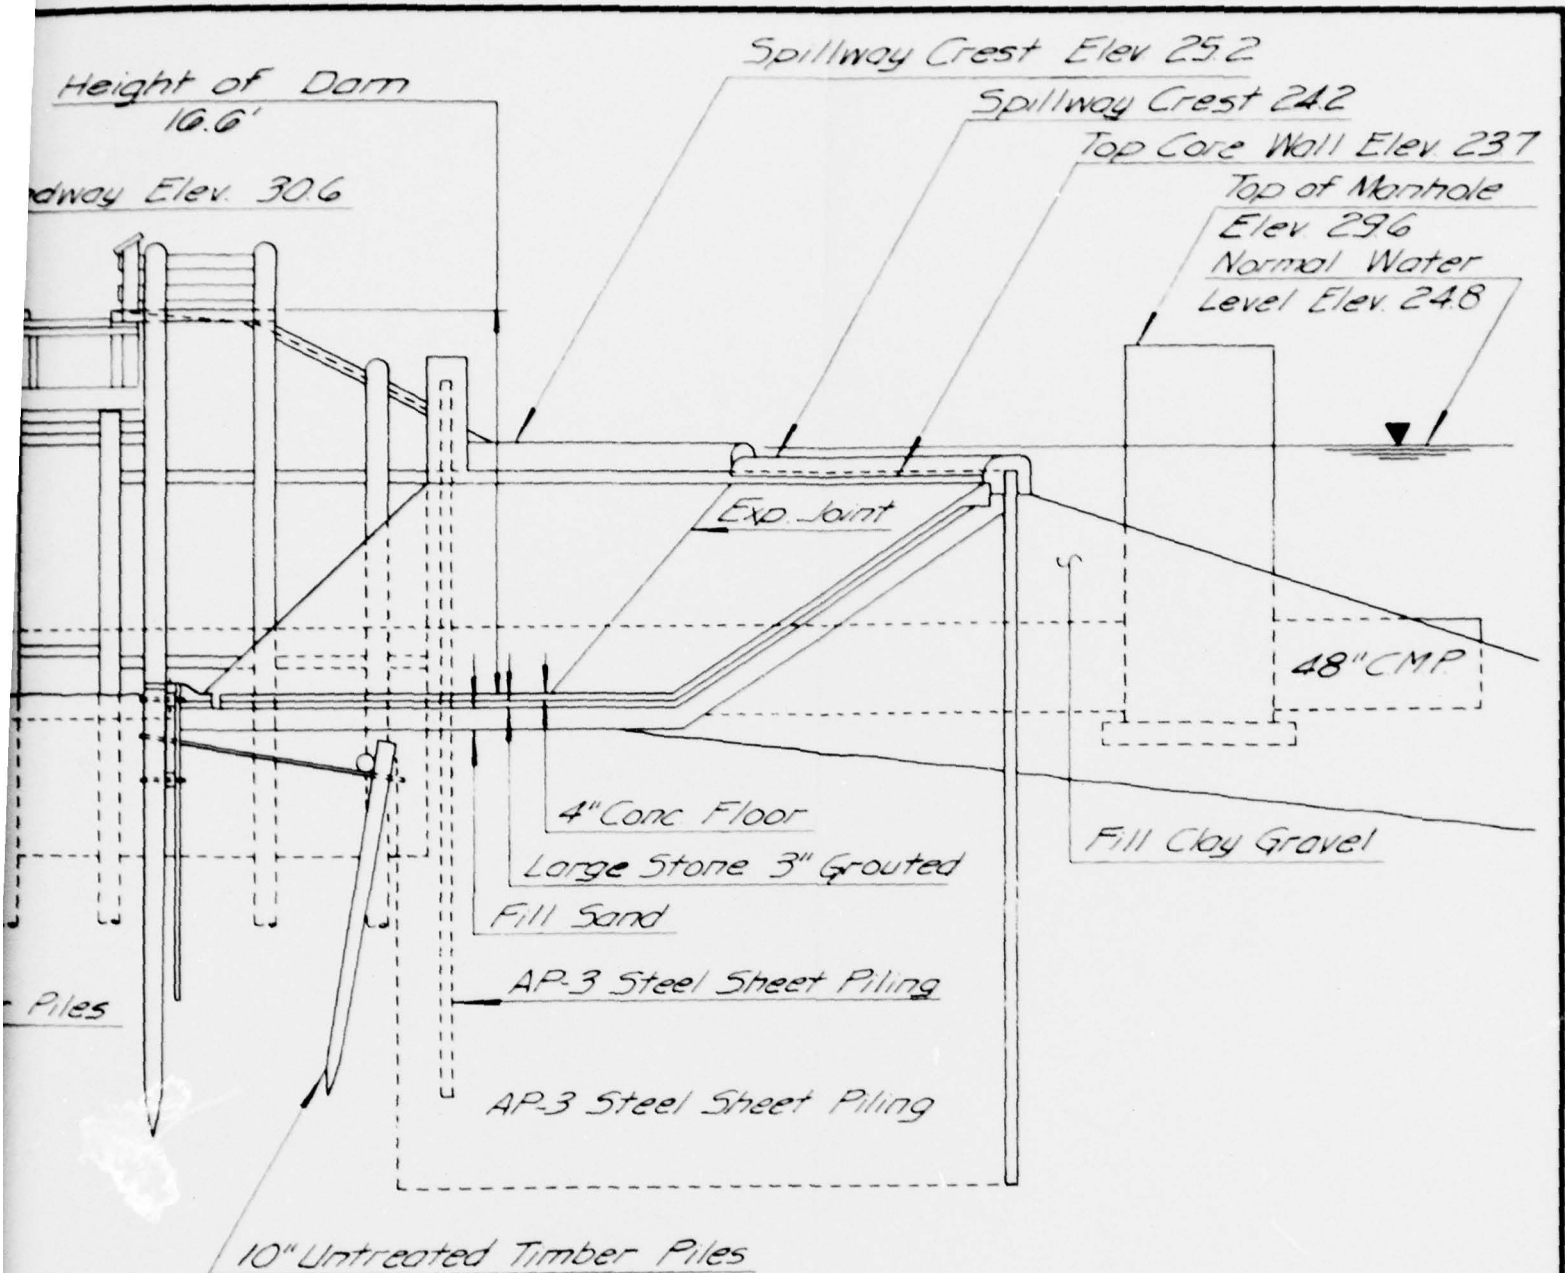 Spillway Crest Elev. 25.2
Height of Dam
16.6'
Spillway Crest 24.2
Top Core Wall Elev. 23.7
Top of Manhole
Elev. 29.6
Normal Water
Level Elev. 24.8
Elev. 30.6
Exp. Joint
48" C.M.P.
4" Conc. Floor
Fill Clay Gravel
Large Stone 3" Grouted
Fill Sand
AP-3 Steel Sheet Piling
Piles
AP-3 Steel Sheet Piling
10" Untreated Timber Piles